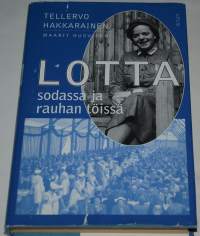 TELLERVO
HAKKARAINEN
LOTTA
sodassa ja
rauhan töissä